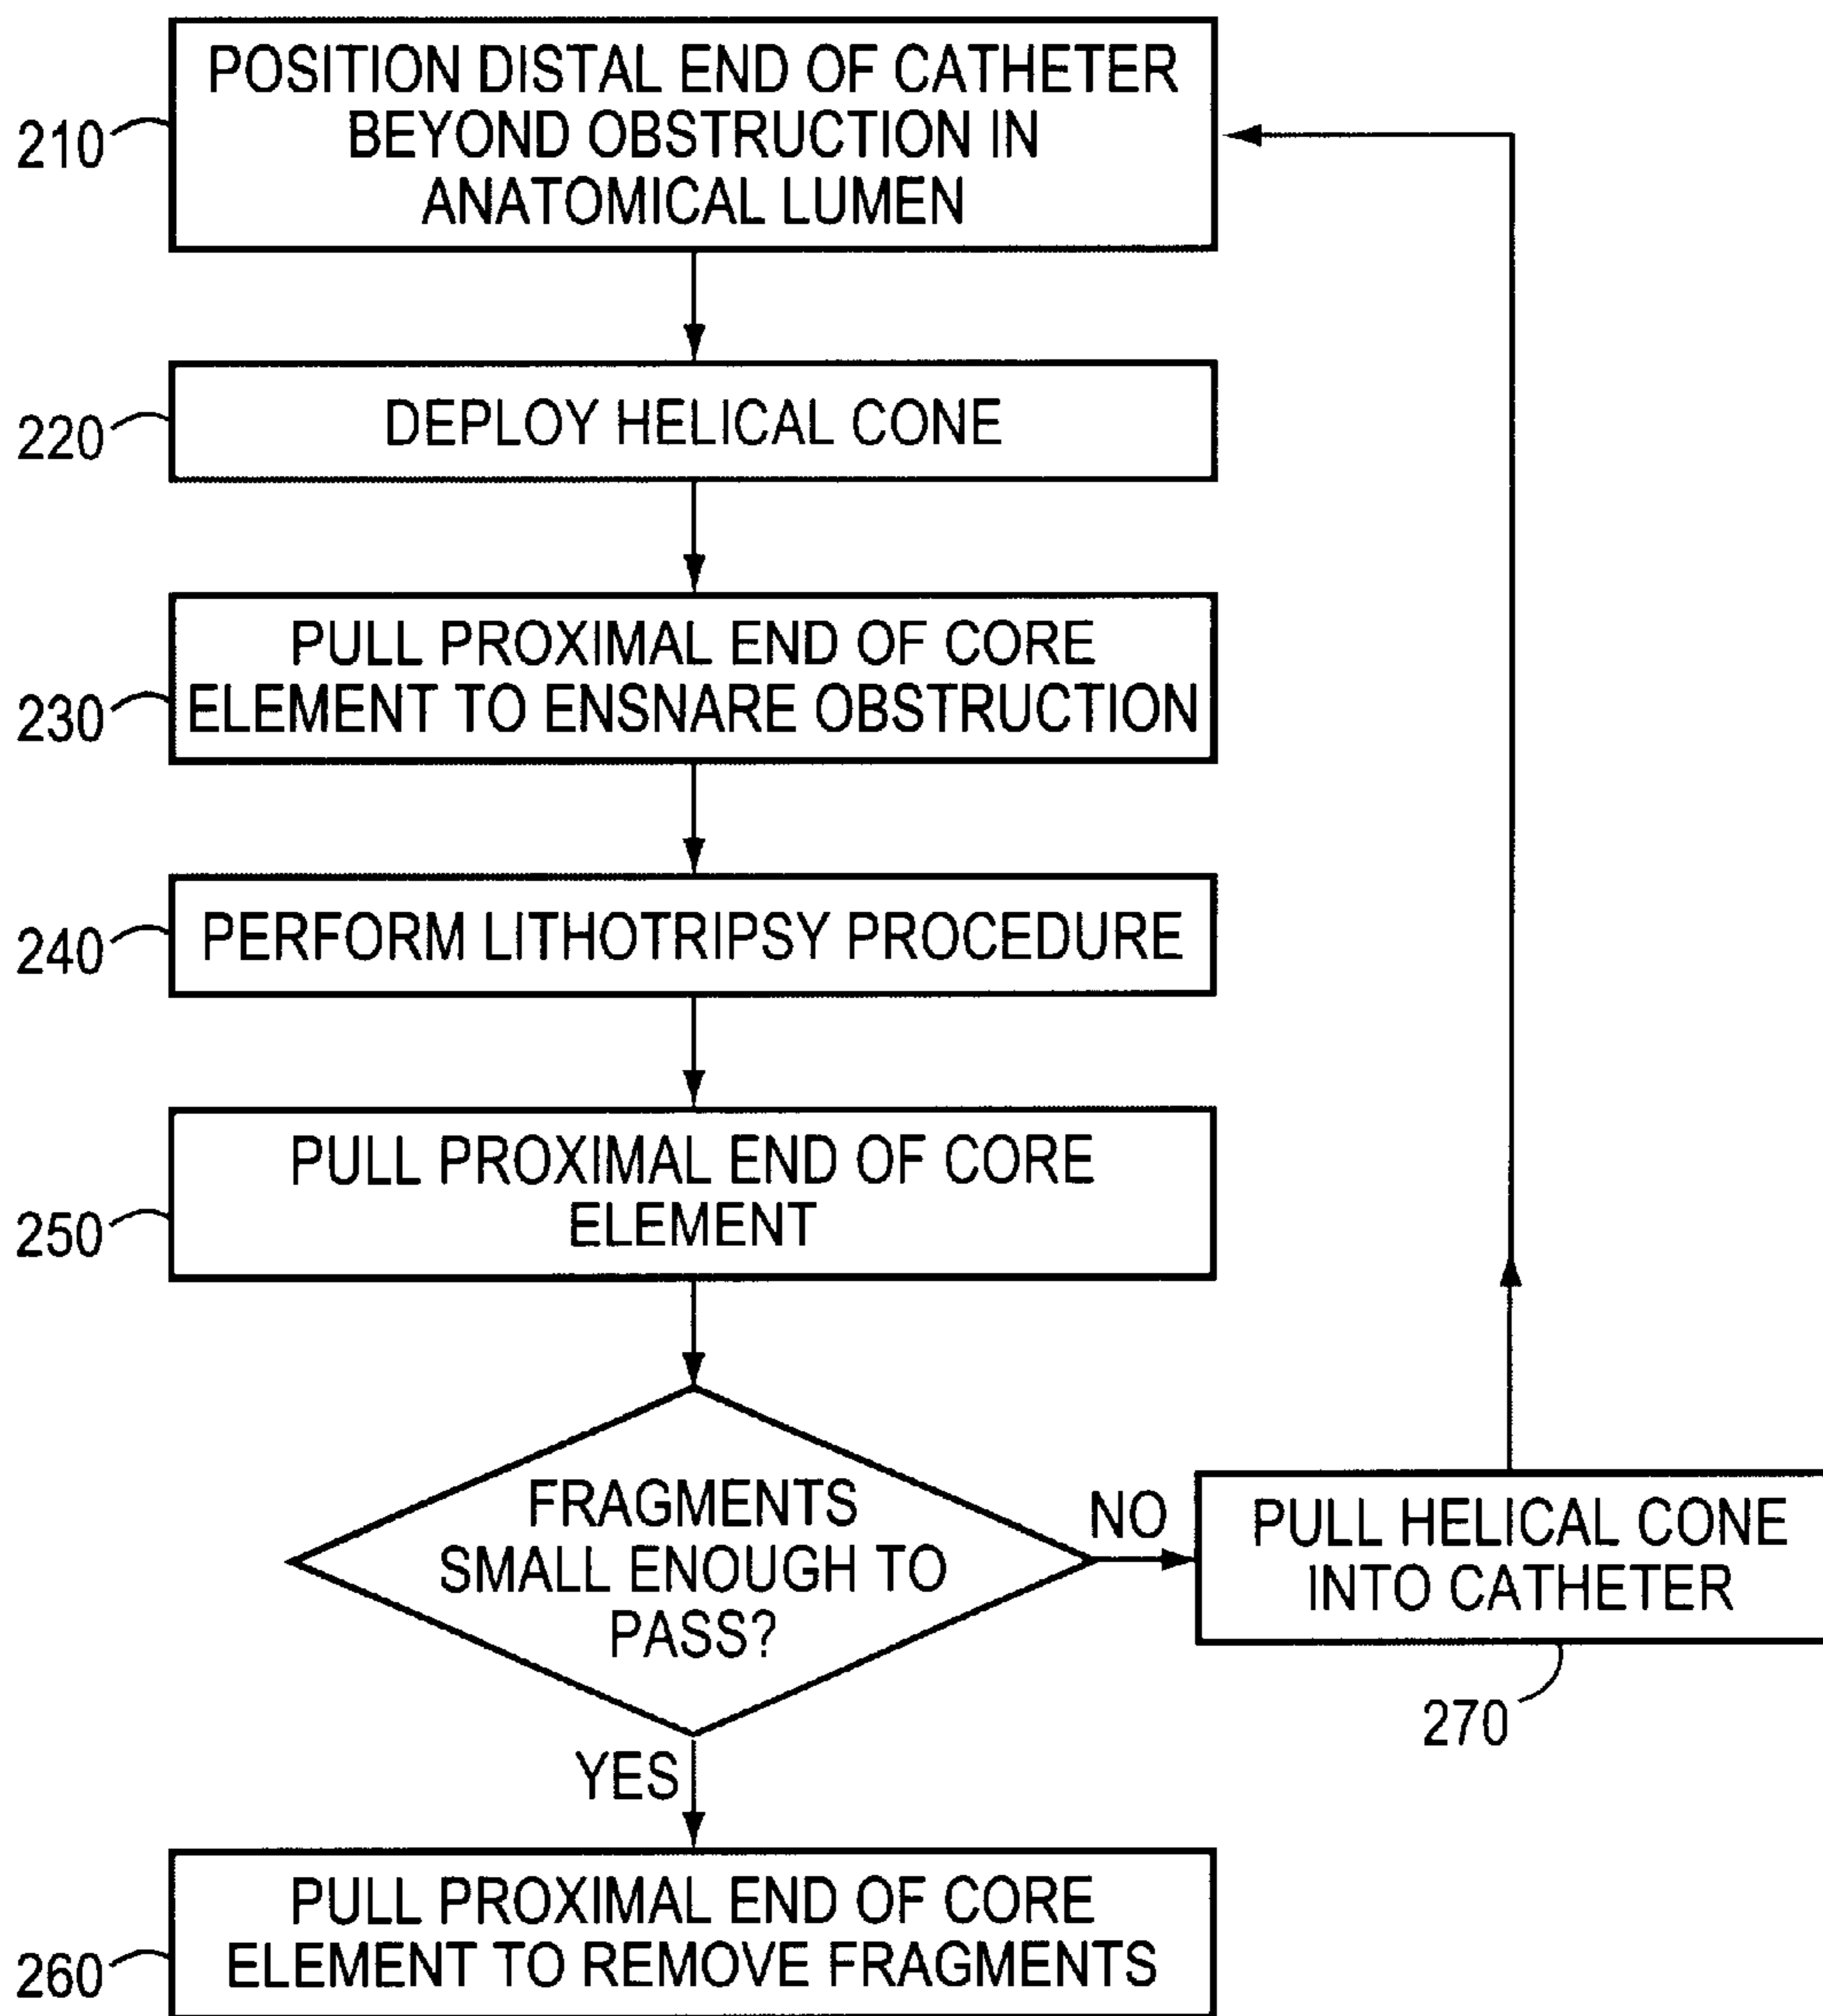 210
POSITION DISTAL END OF CATHETER
BEYOND OBSTRUCTION IN
ANATOMICAL LUMEN
220
DEPLOY HELICAL CONE
230
PULL PROXIMAL END OF CORE
ELEMENT TO ENSNARE OBSTRUCTION
240
PERFORM LITHOTRIPSY PROCEDURE
250
PULL PROXIMAL END OF CORE
ELEMENT
FRAGMENTS
SMALL ENOUGH TO
PASS?
NO
PULL HELICAL CONE
INTO CATHETER
270
YES
260
PULL PROXIMAL END OF CORE
ELEMENT TO REMOVE FRAGMENTS